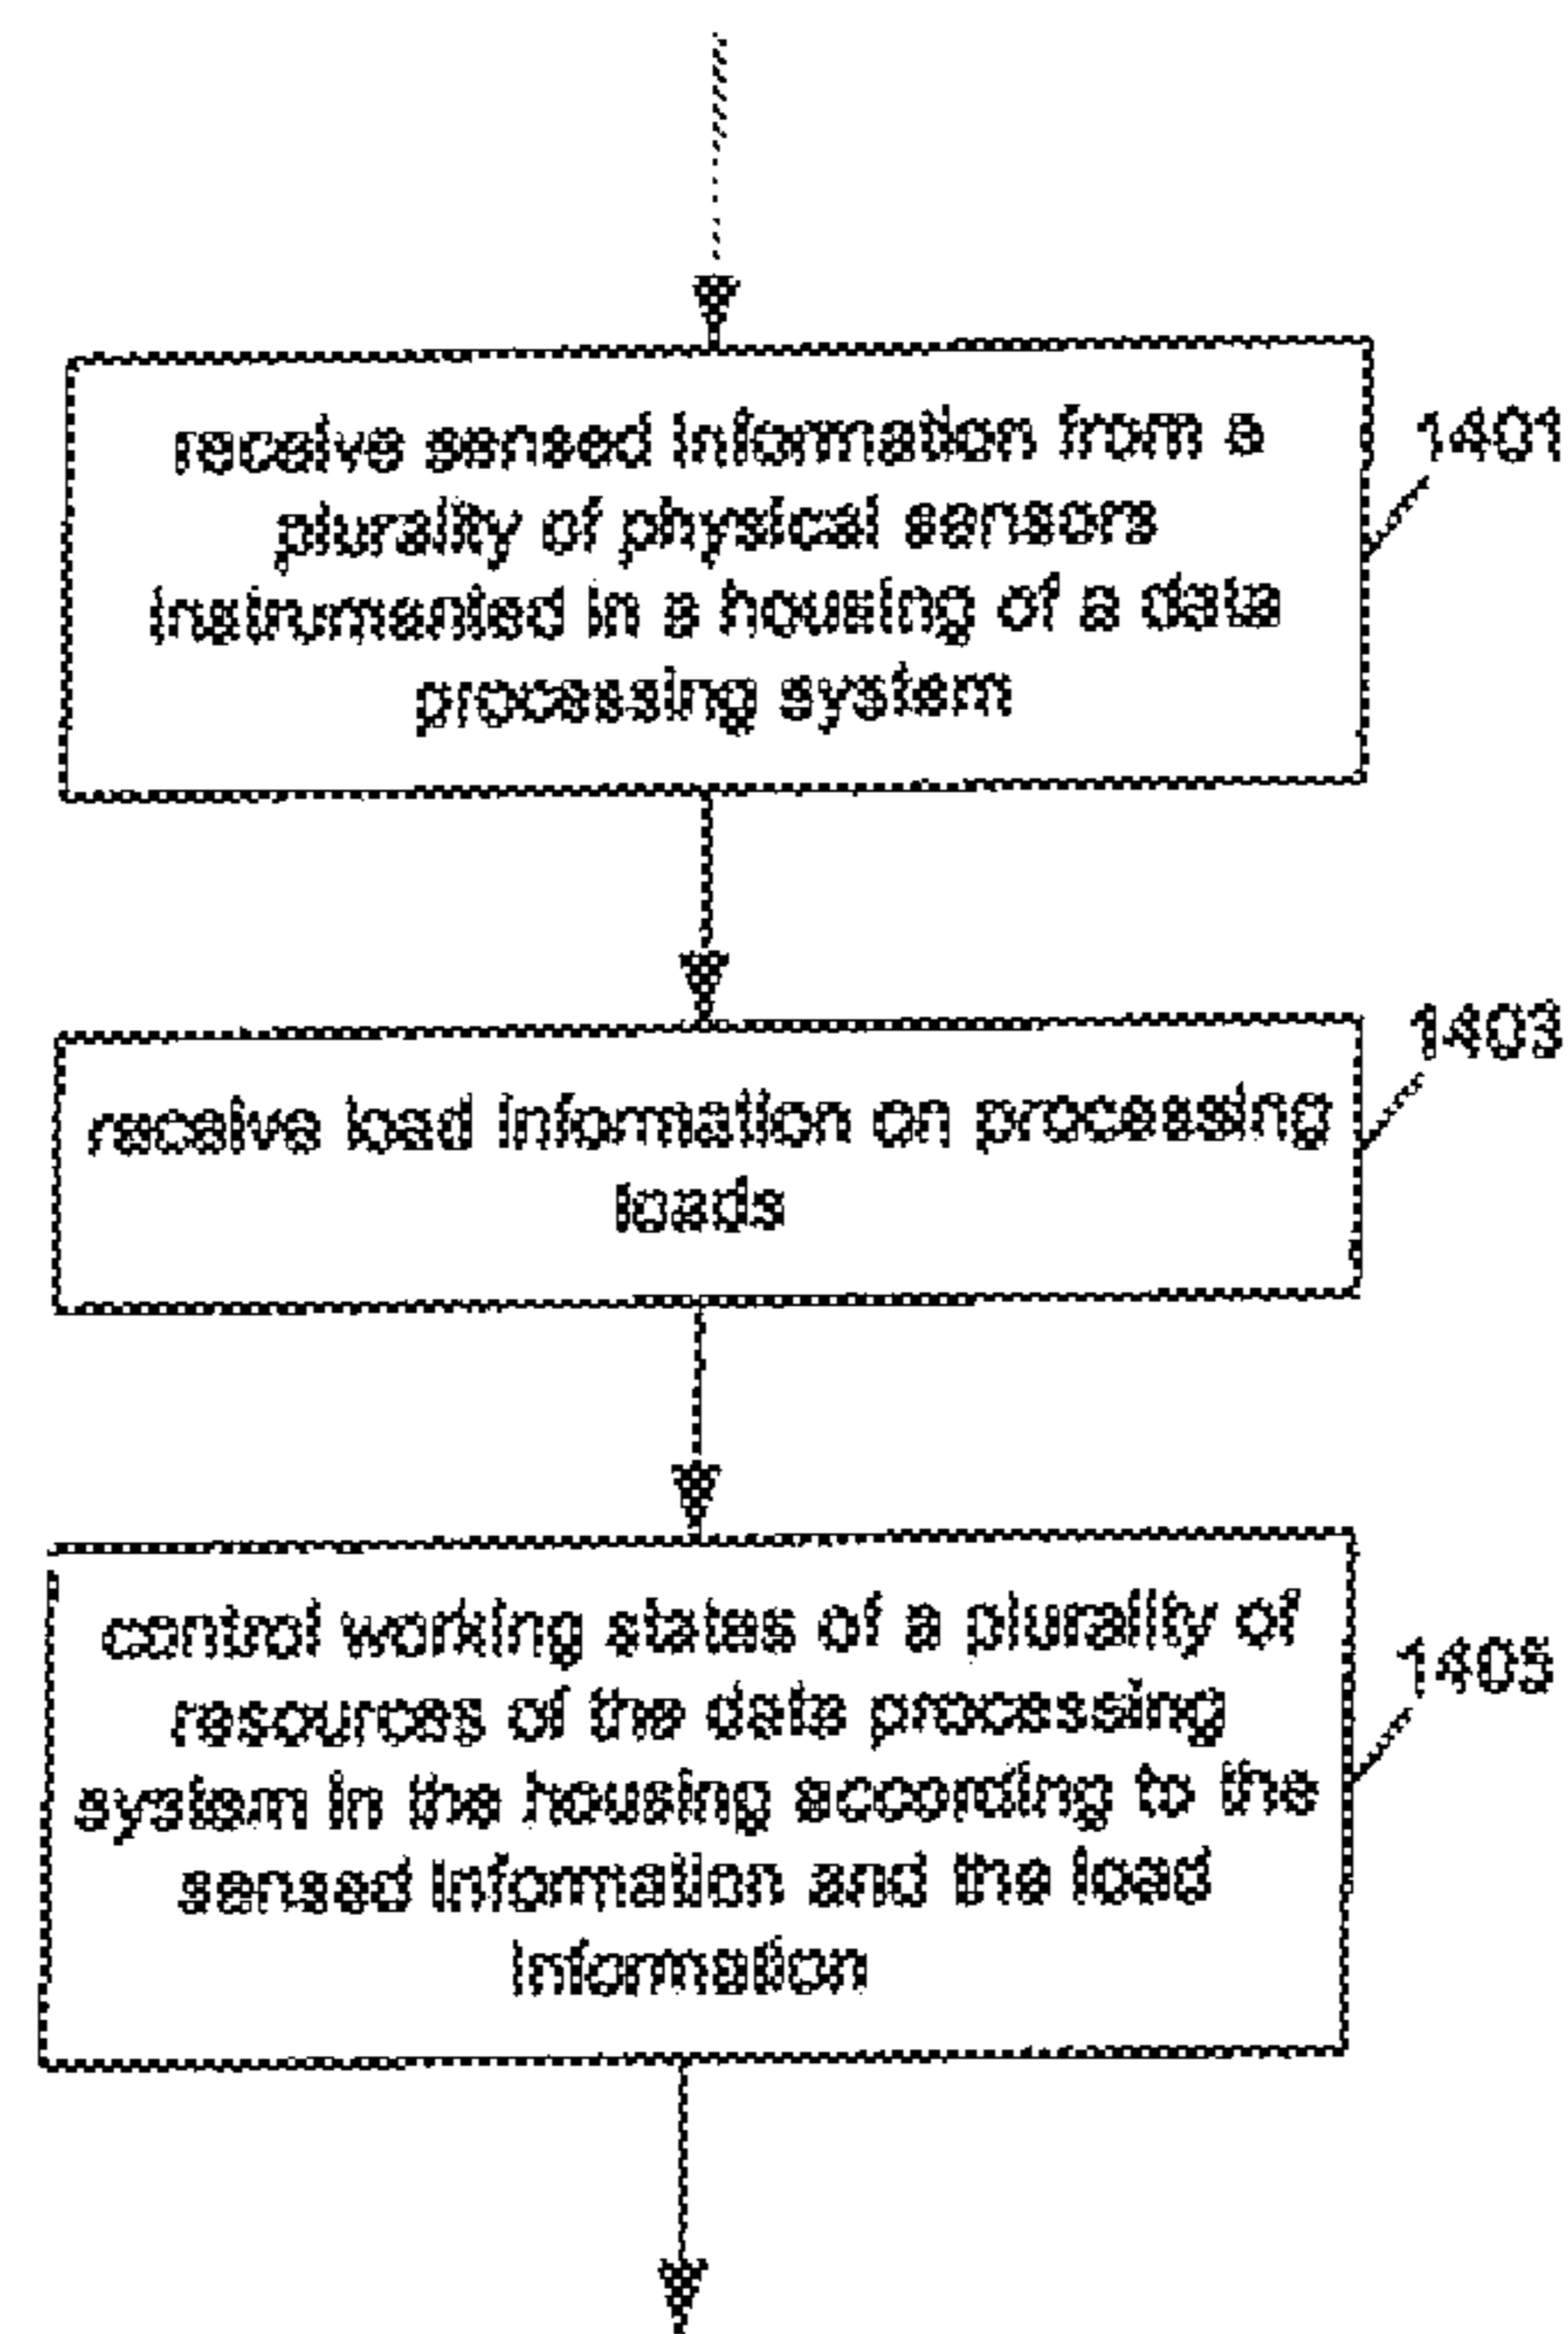 receive sensed information from a
1401
plurality of physical sensors
instrumented in a housing of a data
processing system
1403
receive load information on processing
loads
control working states of a plurality of
1405
resources of the data processing
system in the housing according to the
sensed information and the load
information